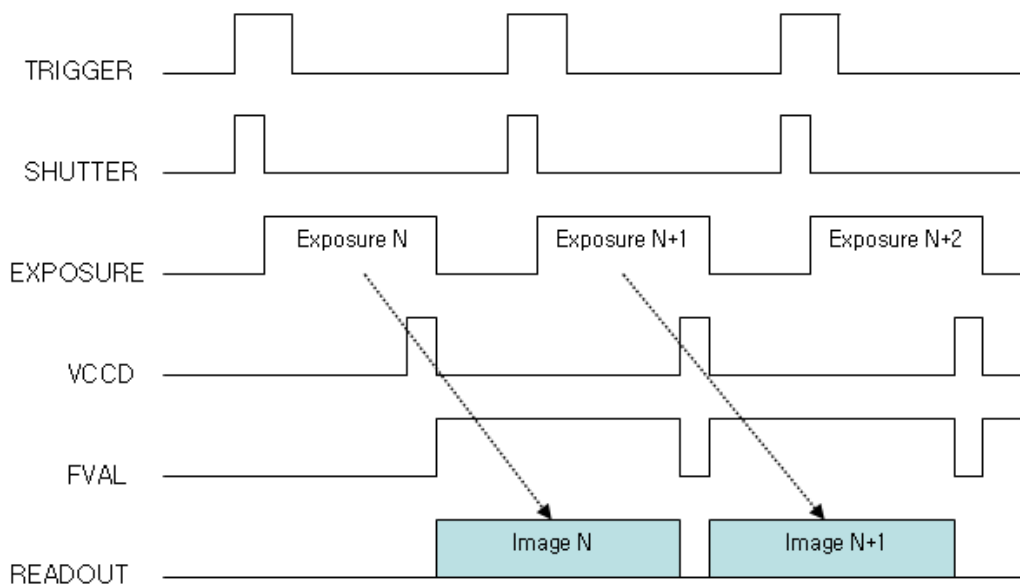 TRIGGER
SHUTTER
EXPOSURE
Exposure N
Exposure N+1
Exposure N+2
VCCD
FVAL
READOUT
Image N
Image N+1